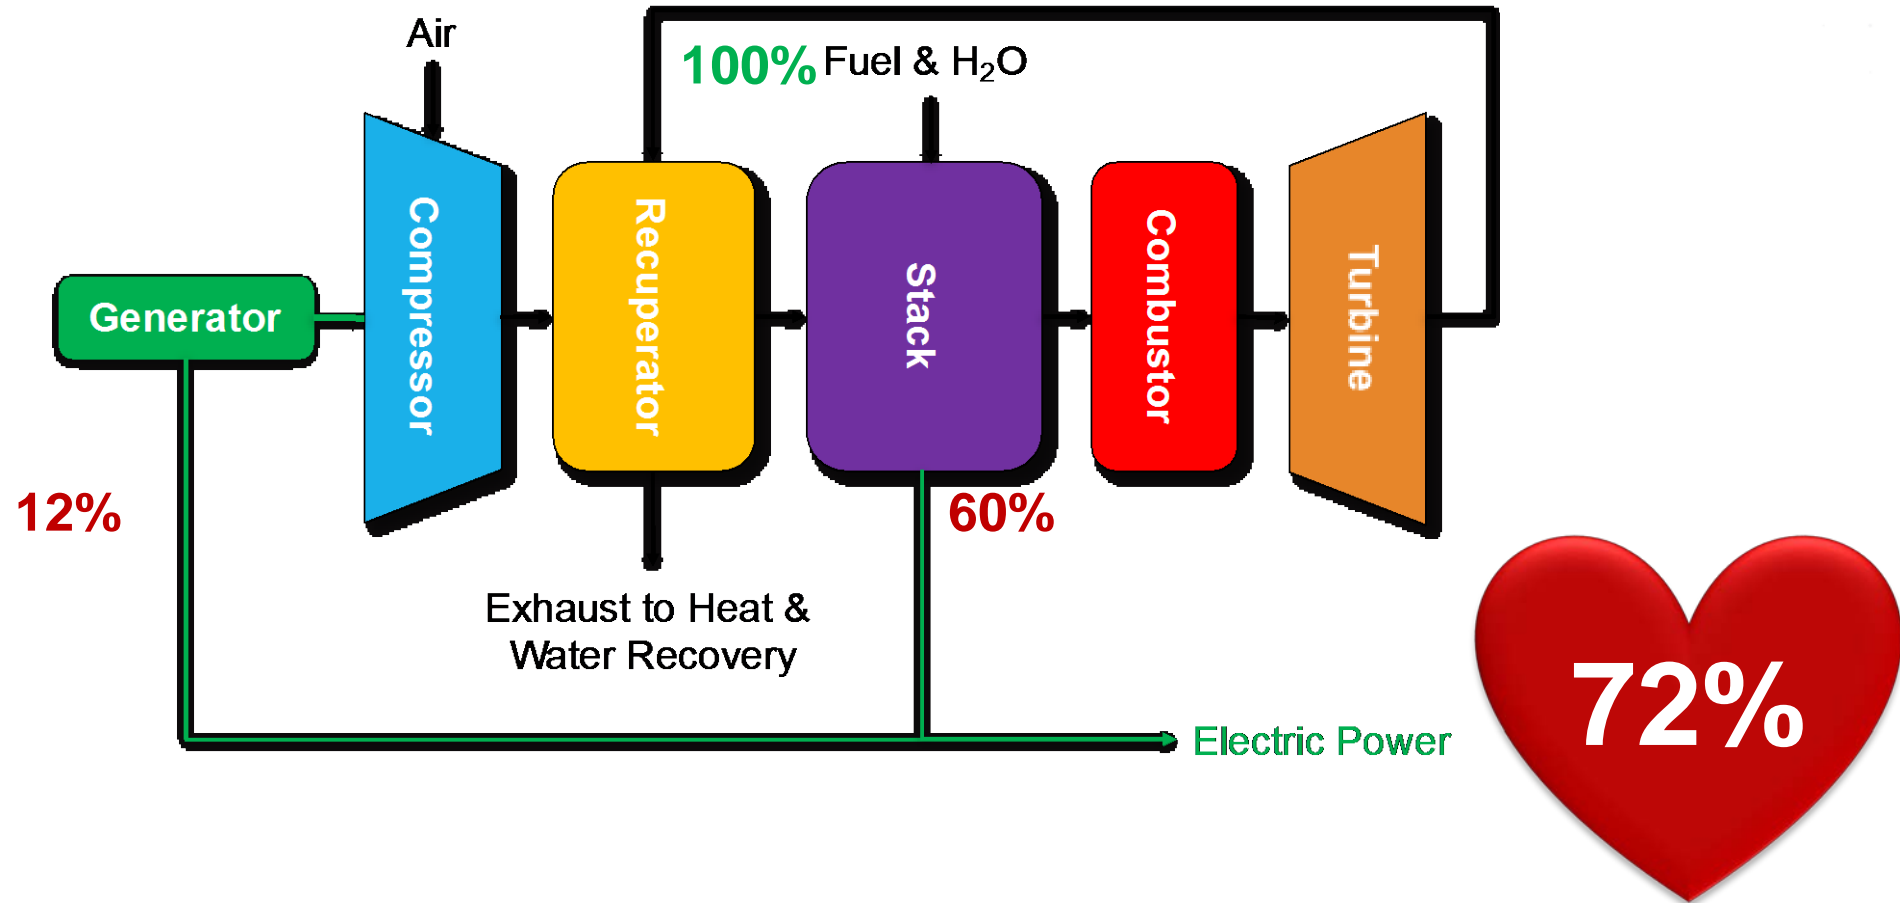 Air
100% Fuel & H₂O
Generator
Compressor
Recuperator
Stack
Combustor
Turbine
12%
60%
Exhaust to Heat &
Water Recovery
Electric Power
72%